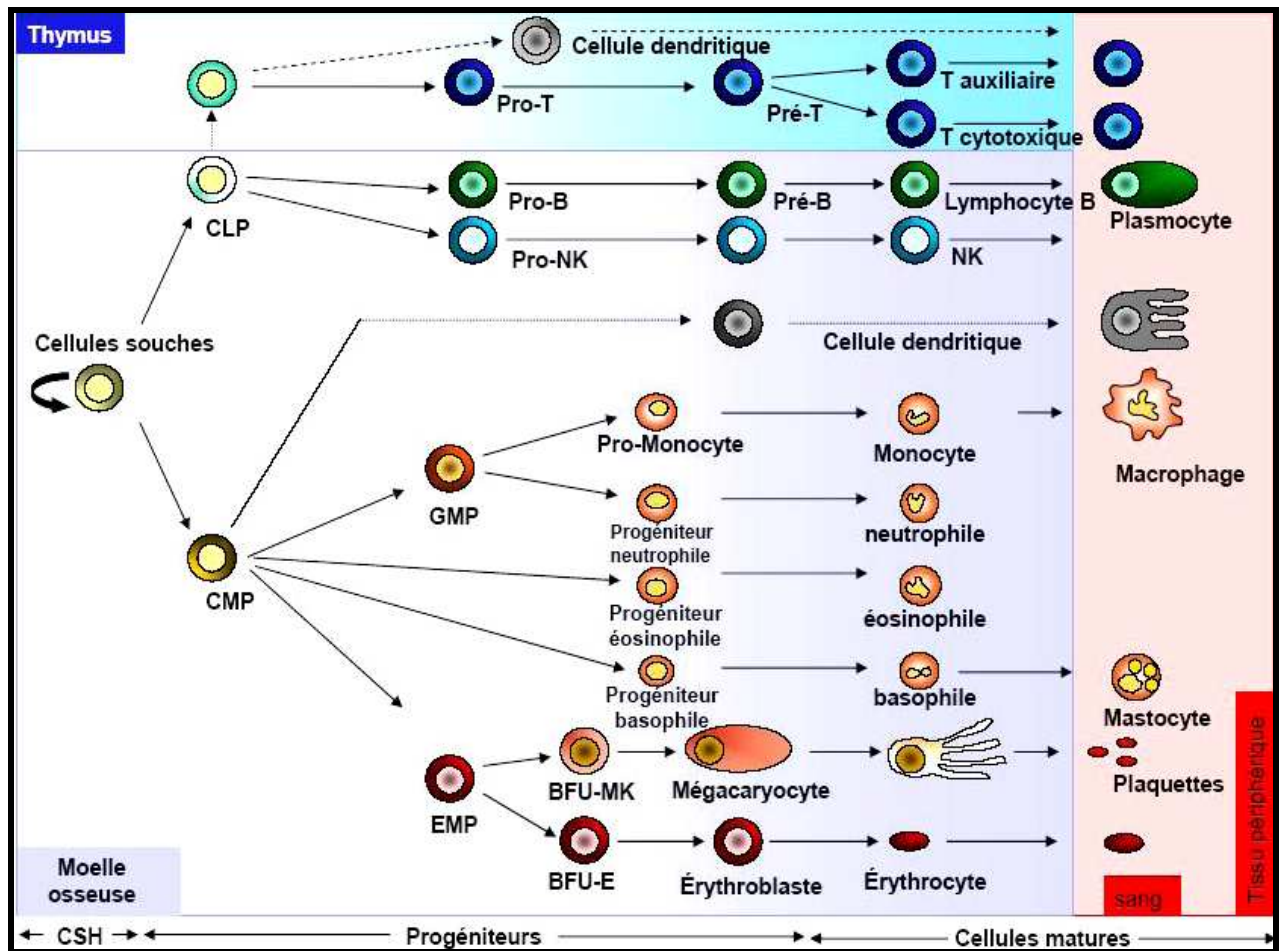 Thymus
Cellule dendritique
Pro-T
Pré-T
T auxiliaire
T cytotoxique
CLP
Pro-B
Pré-B
Lymphocyte B
Plasmocyte
Pro-NK
NK
Cellules souches
Cellule dendritique
Pro-Monocyte
Monocyte
Macrophage
GMP
Progéniteur
neutrophile
neutrophile
CMP
Progéniteur
éosinophile
éosinophile
Progéniteur
basophile
basophile
Mastocyte
BFU-MK
Mégacaryocyte
Plaquettes
EMP
BFU-E
Érythroblaste
Érythrocyte
Moelle
osseuse
sang
Tissu périphérique
CSH
Progéniteurs
Cellules matures